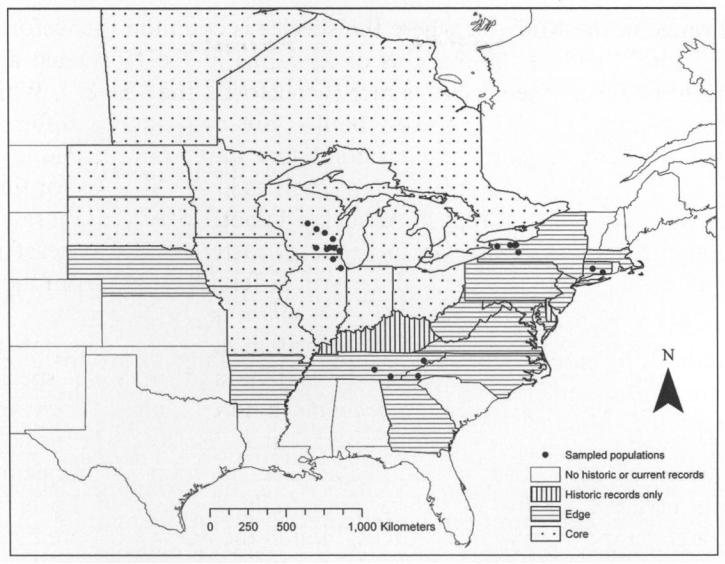 N
Sampled populations
No historic or current records
Historic records only
Edge
Core
0 250 500 1,000 Kilometers